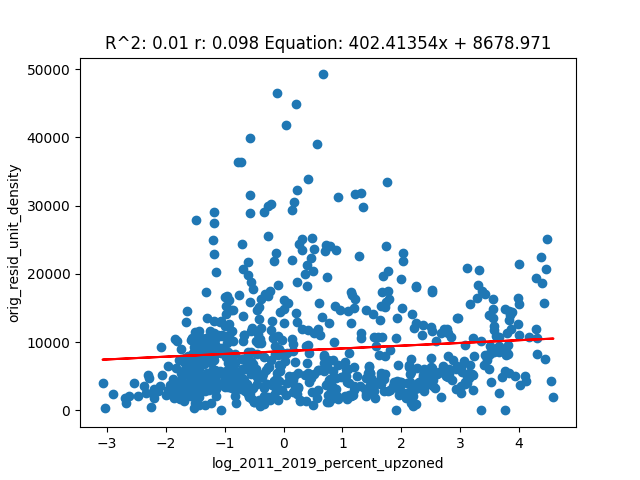 R^2: 0.01 r: 0.098 Equation: 402.41354x + 8678.971
50000
40000
30000
20000
10000
0
orig_resid_unit_density
−3 −2 −1 0 1 2 3 4
log_2011_2019_percent_upzoned